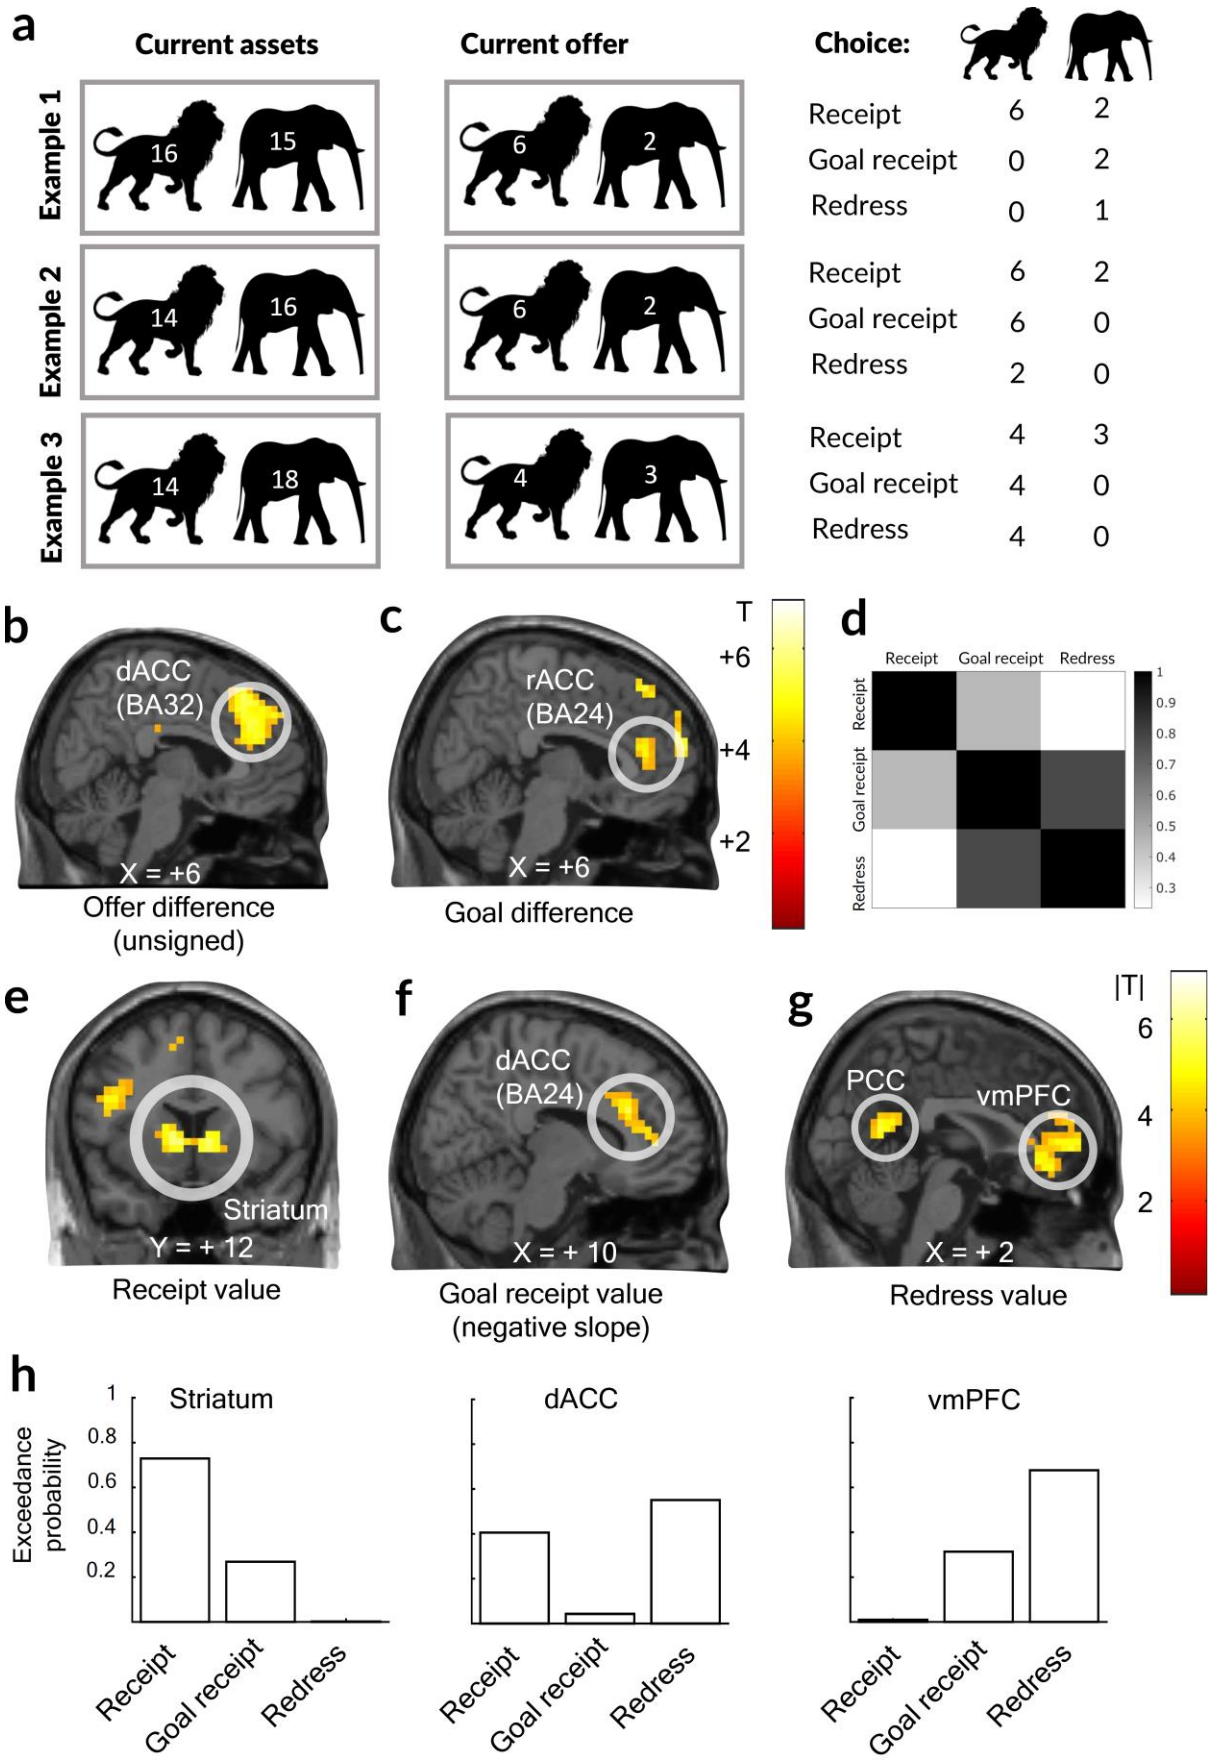 a
Current assets
Current offer
Choice:
Example 1
16
15
6
2
Receipt 6 2
Goal receipt 0 2
Redress 0 1
Example 2
14
16
6
2
Receipt 6 2
Goal receipt 6 0
Redress 2 0
Example 3
14
18
4
3
Receipt 4 3
Goal receipt 4 0
Redress 4 0
b
dACC
(BA32)
X = +6
Offer difference
(unsigned)
c
rACC
(BA24)
X = +6
Goal difference
T
+6
+4
+2
d
Receipt Goal receipt Redress
Receipt
Goal receipt
Redress
1
0.9
0.8
0.7
0.6
0.5
0.4
0.3
e
Striatum
Y = + 12
Receipt value
f
dACC
(BA24)
X = + 10
Goal receipt value
(negative slope)
g
PCC
vmPFC
X = + 2
Redress value
|T|
6
4
2
h
Exceedance
probability
1
0.8
0.6
0.4
0.2
Striatum
Receipt
Goal receipt
Redress
dACC
Receipt
Goal receipt
Redress
vmPFC
Receipt
Goal receipt
Redress